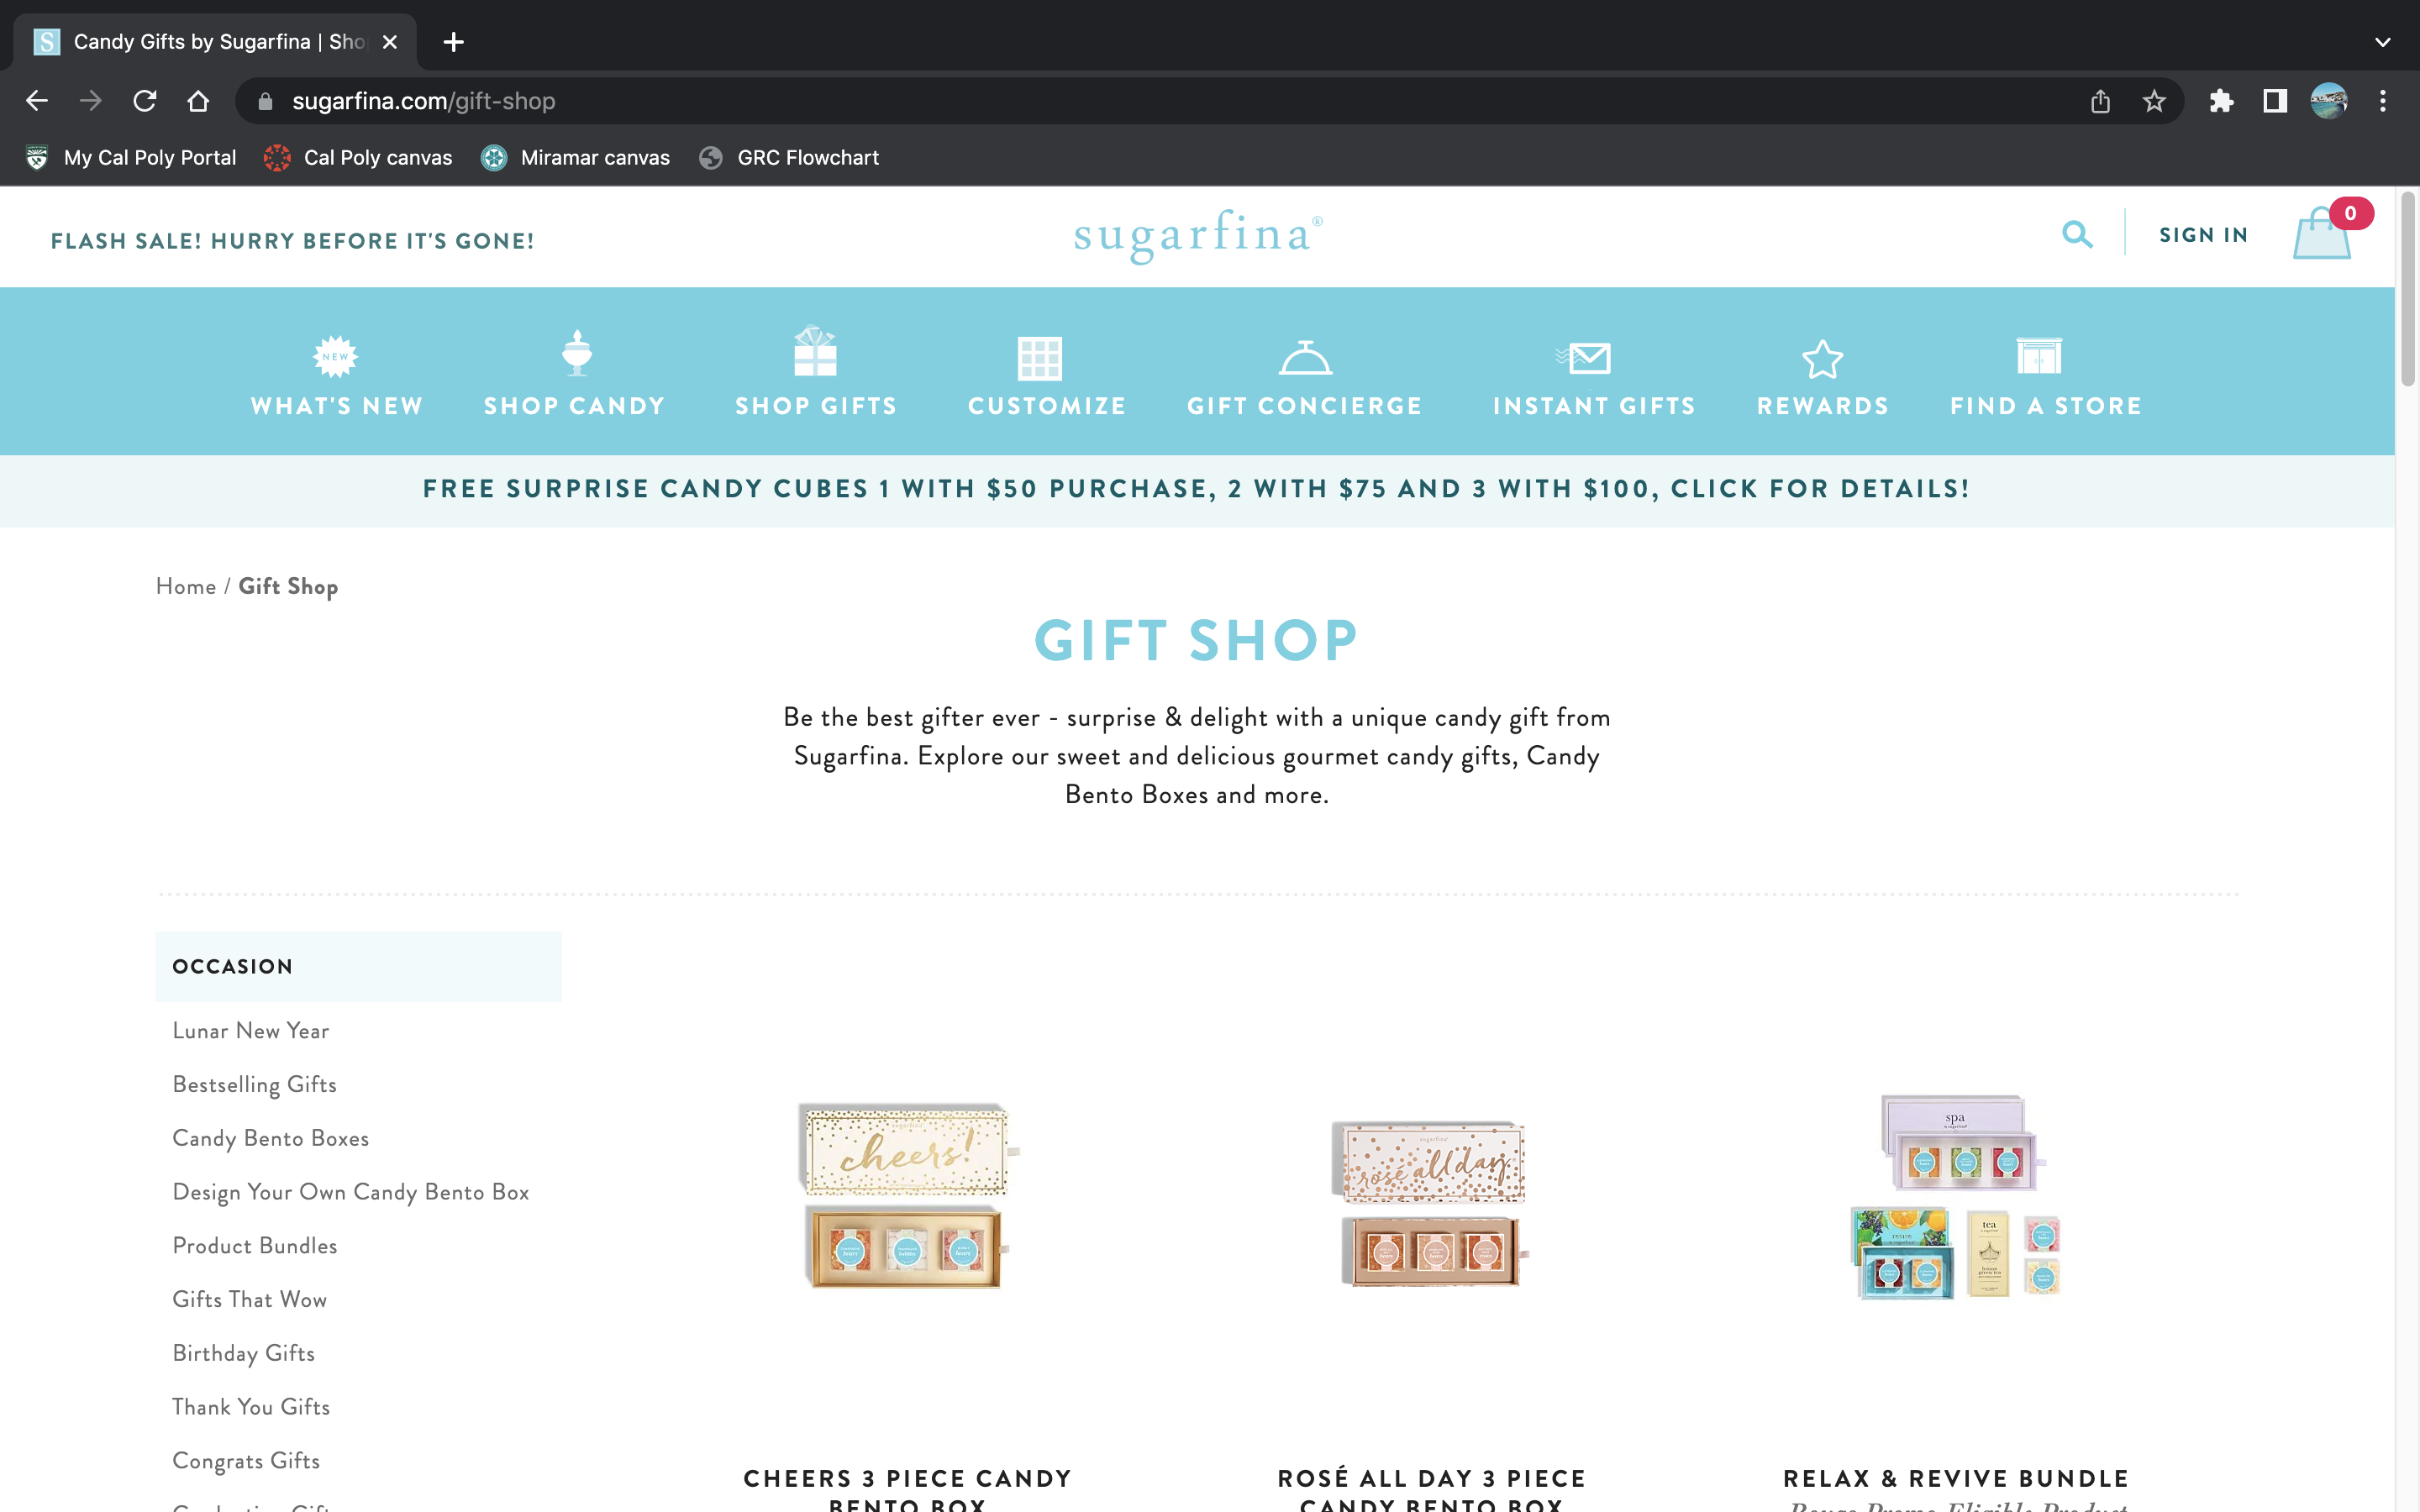 Candy Gifts by Sugarfina | Sho
sugarfina.com/gift-shop
My Cal Poly Portal
Cal Poly canvas
Miramar canvas
GRC Flowchart
FLASH SALE! HURRY BEFORE IT'S GONE!
sugarfina®
SIGN IN
0
NEW
WHAT'S NEW
SHOP CANDY
SHOP GIFTS
CUSTOMIZE
GIFT CONCIERGE
INSTANT GIFTS
REWARDS
FIND A STORE
FREE SURPRISE CANDY CUBES 1 WITH $50 PURCHASE, 2 WITH $75 AND 3 WITH $100, CLICK FOR DETAILS!
Home / Gift Shop
GIFT SHOP
Be the best gifter ever - surprise & delight with a unique candy gift from
Sugarfina. Explore our sweet and delicious gourmet candy gifts, Candy
Bento Boxes and more.
OCCASION
Lunar New Year
Bestselling Gifts
Candy Bento Boxes
Design Your Own Candy Bento Box
Product Bundles
Gifts That Wow
Birthday Gifts
Thank You Gifts
Congrats Gifts
cheers!
rosé all day
spa
tea
CHEERS 3 PIECE CANDY
BENTO BOX
ROSÉ ALL DAY 3 PIECE
CANDY BENTO BOX
RELAX & REVIVE BUNDLE